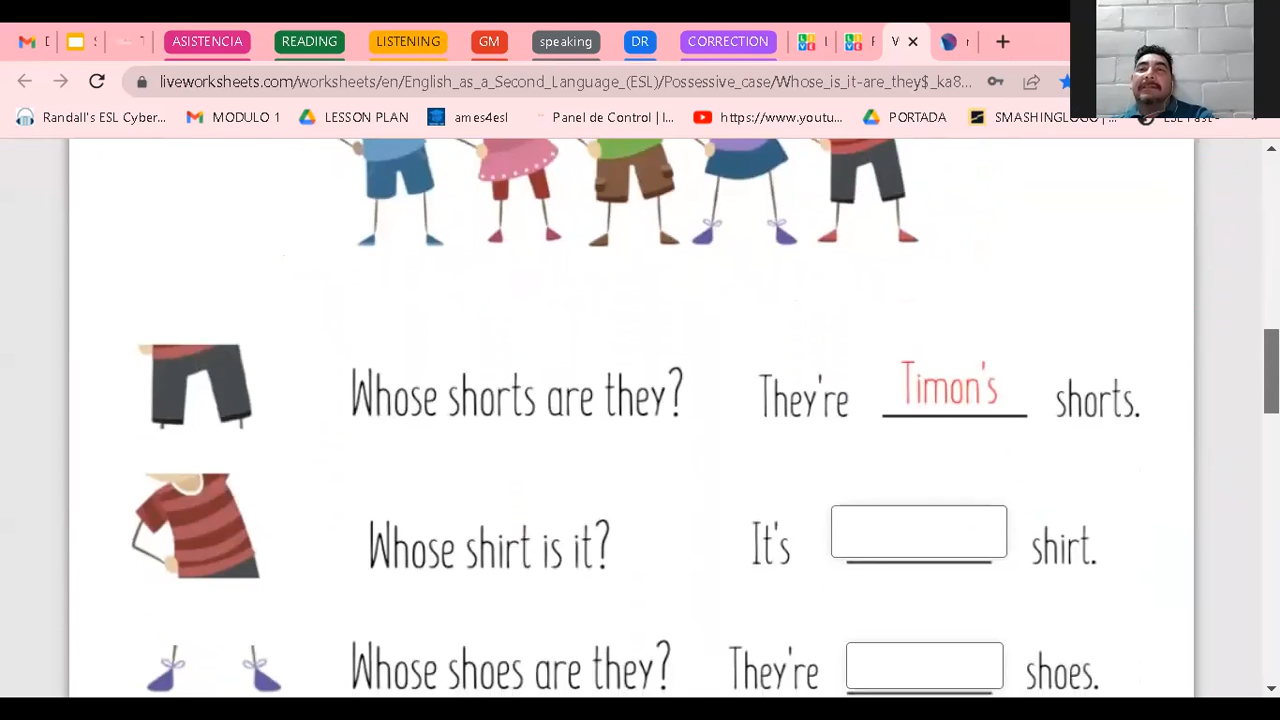 ASISTENCIA READING LISTENING GM speaking DR CORRECTION
liveworksheets.com/worksheets/en/English_as_a_Second_Language_(ESL)/Possessive_case/Whose_is_it-are_they$_ka8...
Randall's ESL Cyber... MODULO 1 LESSON PLAN ames4esl Panel de Control | I... https://www.youtu... PORTADA SMASHINGLOGO |...
Whose shorts are they? They're Timon's shorts.
Whose shirt is it? It's shirt.
Whose shoes are they? They're shoes.